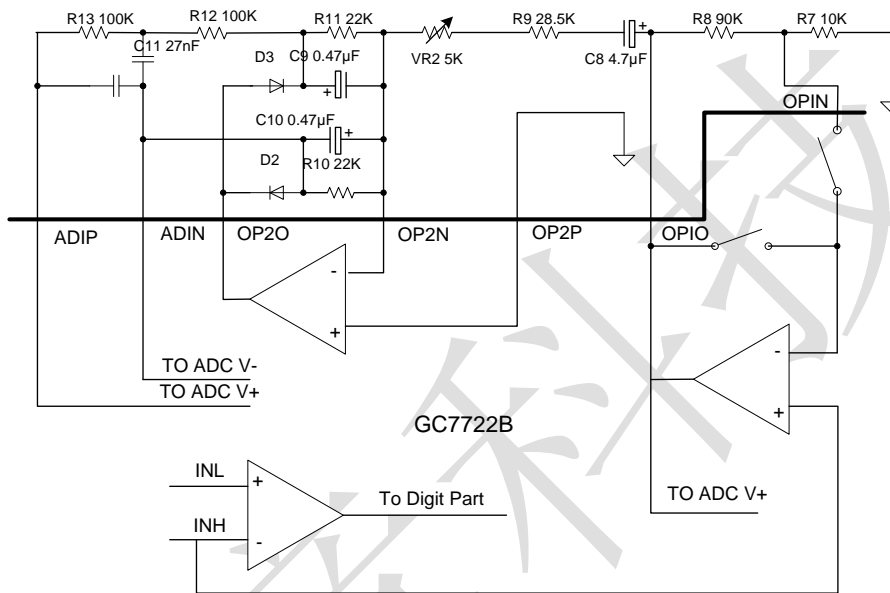 R13 100K
R12 100K
R11 22K
R9 28.5K
R8 90K
R7 10K
C11 27nF
D3
C9 0.47µF
VR2 5K
C8 4.7µF
+
+
OPIN
C10 0.47µF
+
D2
R10 22K
ADIP
ADIN
OP2O
OP2N
OP2P
OPIO
-
+
-
+
TO ADC V-
TO ADC V+
GC7722B
INL
+
To Digit Part
TO ADC V+
INH
-